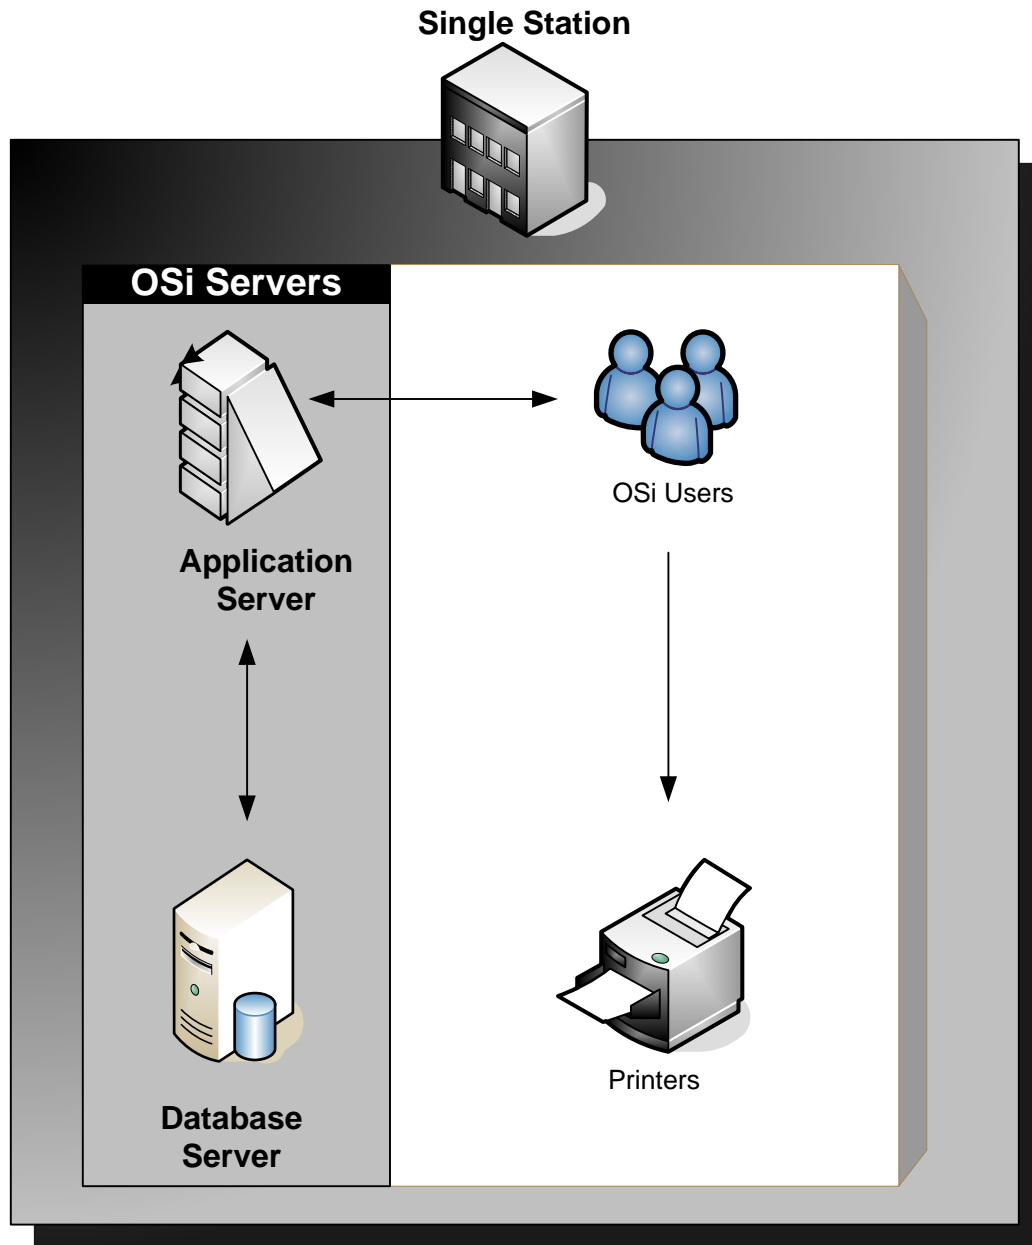 Single Station
OSi Servers
OSi Users
Application
Server
Printers
Database
Server